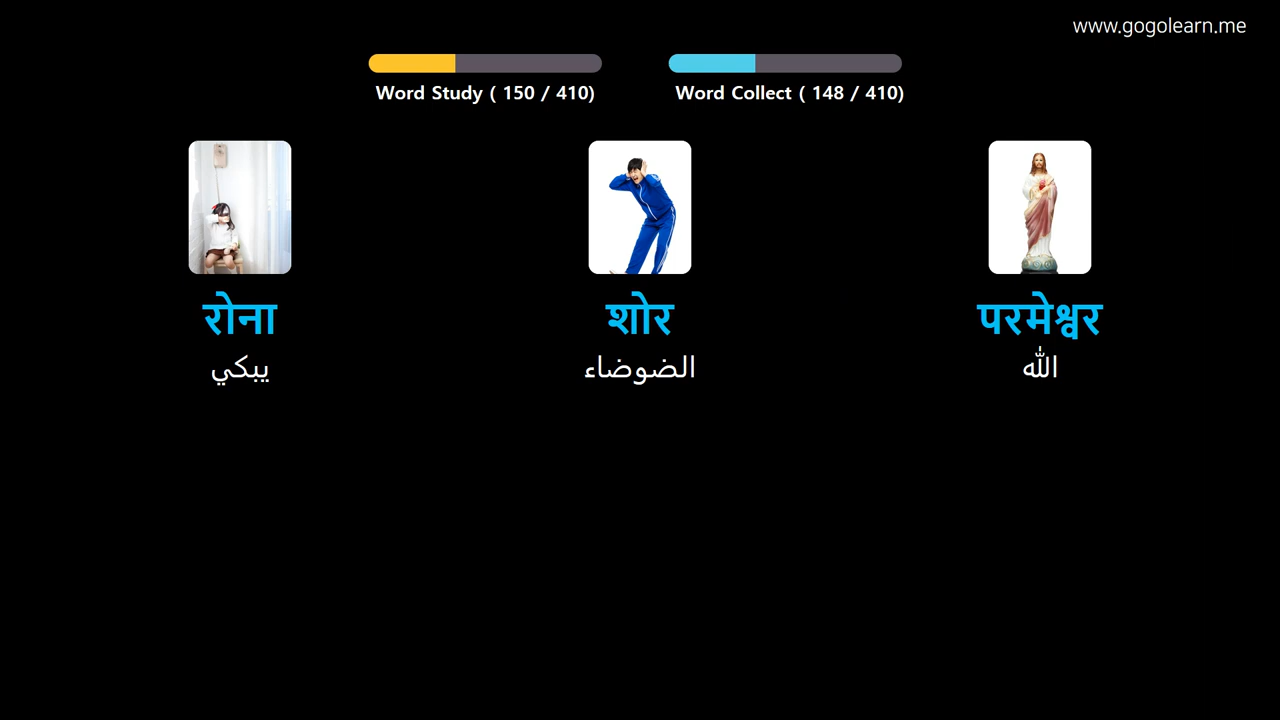 www.gogolearn.me
Word Study ( 150 / 410)
Word Collect ( 148 / 410)
रोना
शोर
परमेश्वर
يبكي
الضوضاء
الله